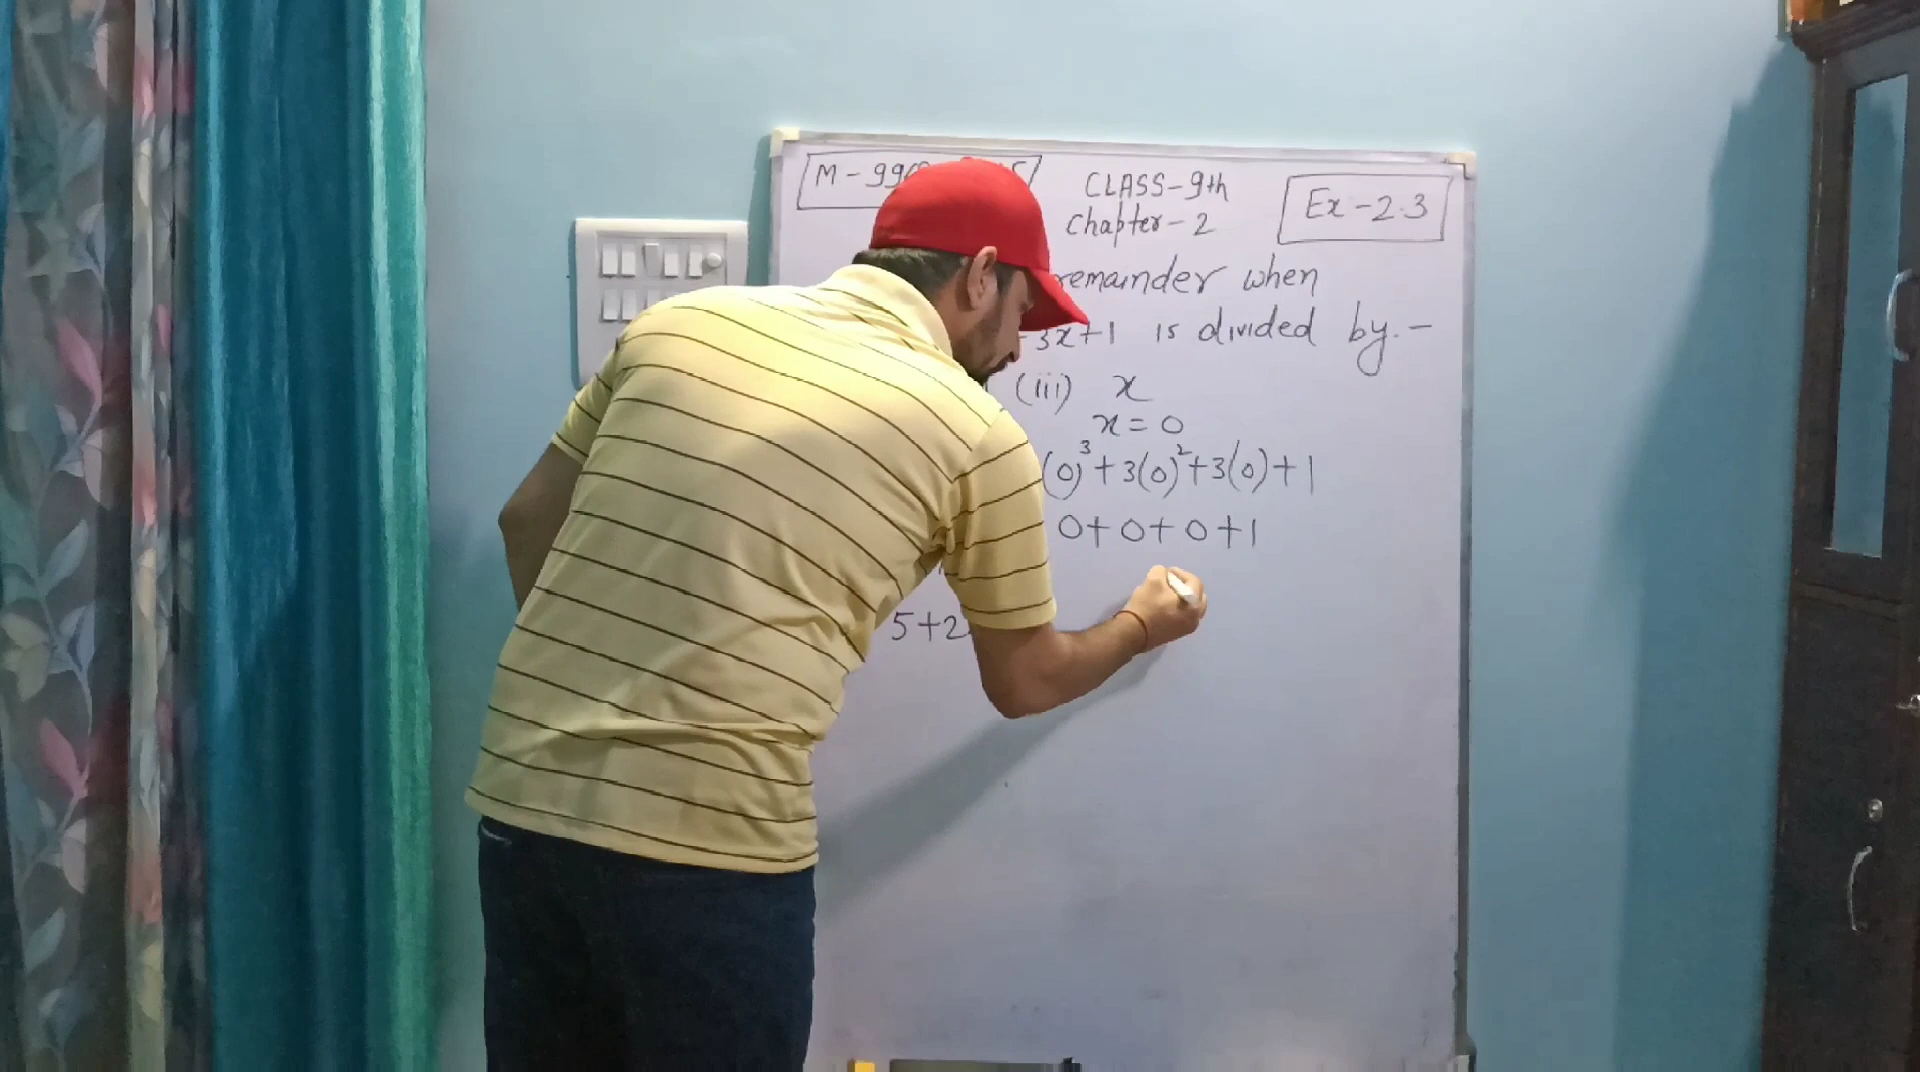 M-99
CLASS-9th
Chapter-2
Ex-2.3
remainder when
3x+1 is divided by.-
(iii) x
x=0
(0)³+3(0)²+3(0)+1
0+0+0+1
5+2